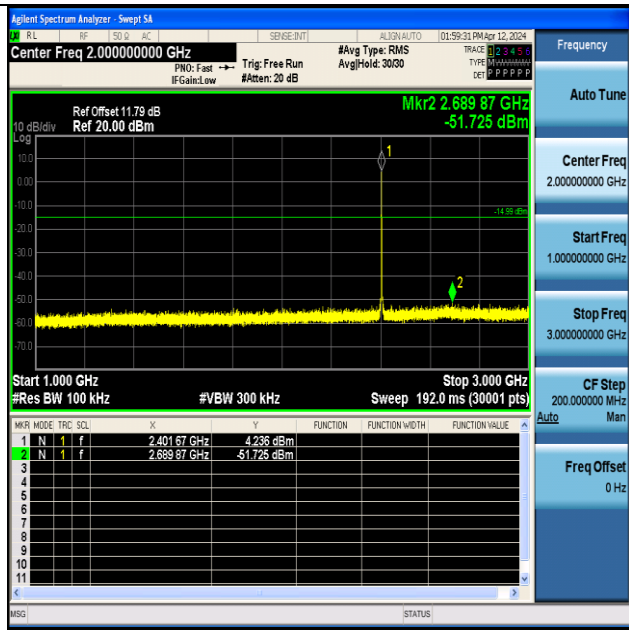 Agilent Spectrum Analyzer - Swept SA
LXI RL RF 50 Ω AC SENSE:INT ALIGN AUTO 01:59:31 PM Apr 12, 2024
Center Freq 2.000000000 GHz
#Avg Type: RMS
TRACE 1 2 3 4 5 6
PNO: Fast
Trig: Free Run
Avg|Hold: 30/30
TYPE M
IFGain:Low
#Atten: 20 dB
DET P P P P P P
Mkr2 2.689 87 GHz
Ref Offset 11.79 dB
-51.725 dBm
10 dB/div Ref 20.00 dBm
Log
10.0
0.00
-10.0
-20.0
-30.0
-40.0
-50.0
-60.0
-70.0
1
-14.99 dBm
2
Start 1.000 GHz Stop 3.000 GHz
#Res BW 100 kHz #VBW 300 kHz Sweep 192.0 ms (30001 pts)
MKR MODE TRC SCL X Y FUNCTION FUNCTION WIDTH FUNCTION VALUE
1 N 1 f 2.401 67 GHz 4.236 dBm
2 N 1 f 2.689 87 GHz -51.725 dBm
3
4
5
6
7
8
9
10
11
MSG STATUS
Frequency
Auto Tune
Center Freq
2.000000000 GHz
Start Freq
1.000000000 GHz
Stop Freq
3.000000000 GHz
CF Step
200.000000 MHz
Auto Man
Freq Offset
0 Hz